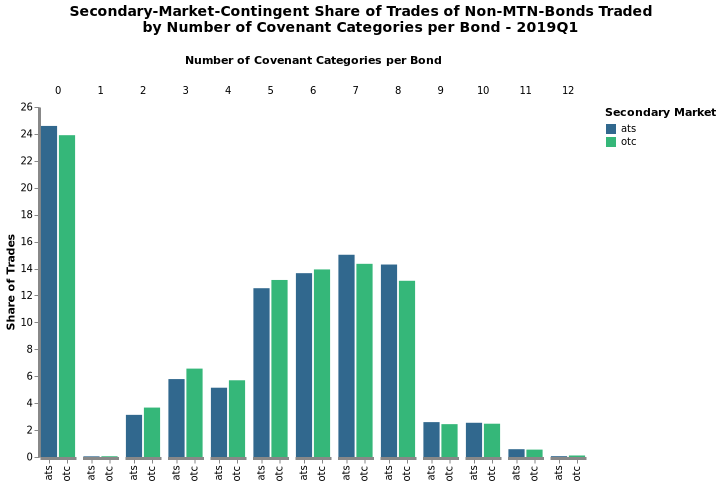 Secondary-Market-Contingent Share of Trades of Non-MTN-Bonds Traded
by Number of Covenant Categories per Bond - 2019Q1
Number of Covenant Categories per Bond
0 1 2 3 4 5 6 7 8 9 10 11 12
Secondary Market
ats
otc
Share of Trades
26
24
22
20
18
16
14
12
10
8
6
4
2
0
ats otc ats otc ats otc ats otc ats otc ats otc ats otc ats otc ats otc ats otc ats otc ats otc ats otc